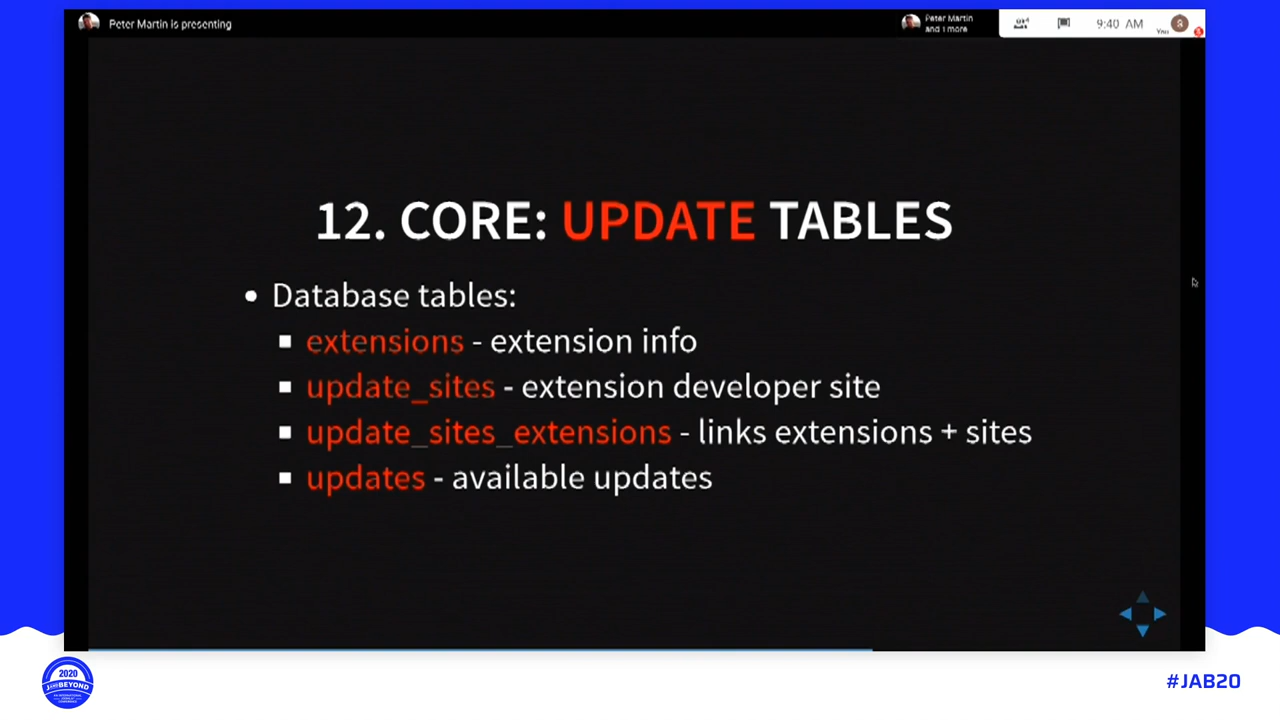 Peter Martin is presenting
Peter Martin
and 1 more
9:40 AM
You
S
12. CORE: UPDATE TABLES
Database tables:
extensions - extension info
update_sites - extension developer site
update_sites_extensions - links extensions + sites
updates - available updates
2020
BEYOND
#JAB20